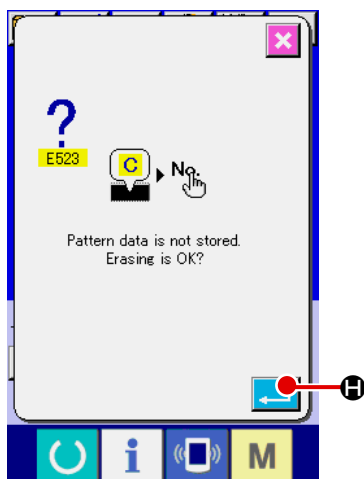 ?
E523
C
No.
Pattern data is not stored.
Erasing is OK?
H
i
M